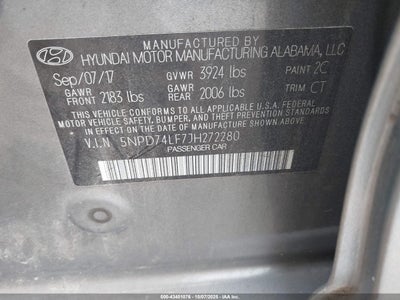 MANUFACTURED BY
HYUNDAI MOTOR MANUFACTURING ALABAMA, LLC
Sep/07/17 GVWR 3924 lbs PAINT 2C
GAWR FRONT 2183 lbs GAWR REAR 2006 lbs TRIM CT
THIS VEHICLE CONFORMS TO ALL APPLICABLE U.S. FEDERAL MOTOR VEHICLE SAFETY, BUMPER, AND THEFT PREVENTION STANDARDS IN EFFECT ON THE DATE OF MANUFACTURE SHOWN ABOVE.
V.I.N 5NPD74LF7JH272280
PASSENGER CAR